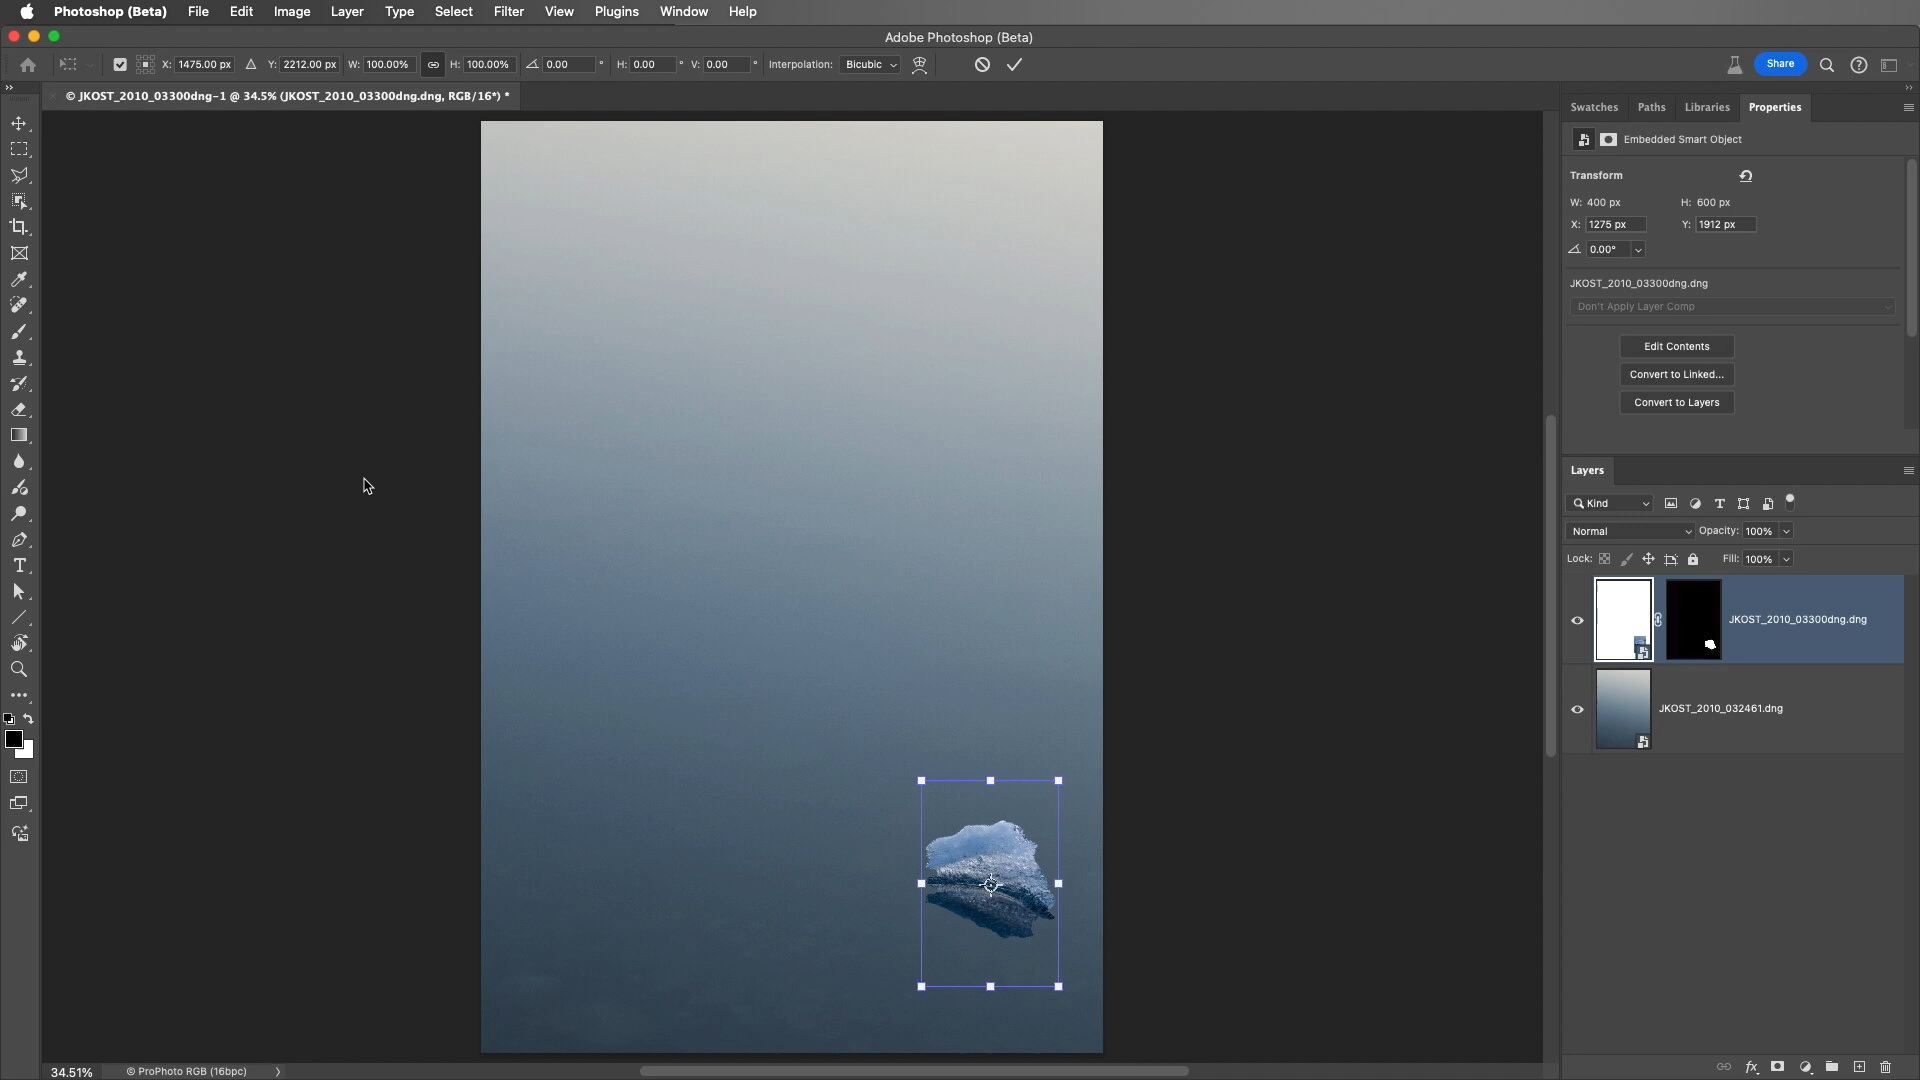 Photoshop (Beta) File Edit Image Layer Type Select Filter View Plugins Window Help
Adobe Photoshop (Beta)
X: 1475.00 px Y: 2212.00 px W: 100.00% H: 100.00% 0.00 ° H: 0.00 ° V: 0.00 ° Interpolation: Bicubic Share
© JKOST_2010_03300dng-1 @ 34.5% (JKOST_2010_03300dng.dng, RGB/16*) *
Swatches Paths Libraries Properties
Embedded Smart Object
Transform
W: 400 px H: 600 px
X: 1275 px Y: 1912 px
0.00°
JKOST_2010_03300dng.dng
Don't Apply Layer Comp
Edit Contents
Convert to Linked...
Convert to Layers
Layers
Kind
Normal Opacity: 100%
Lock: Fill: 100%
JKOST_2010_03300dng.dng
JKOST_2010_032461.dng
34.51% © ProPhoto RGB (16bpc)